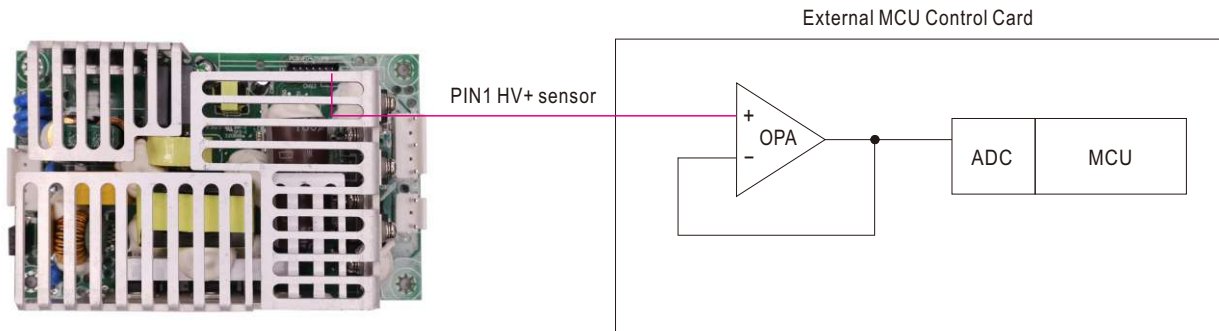 External MCU Control Card
PIN1 HV+ sensor
+
OPA
−
ADC
MCU